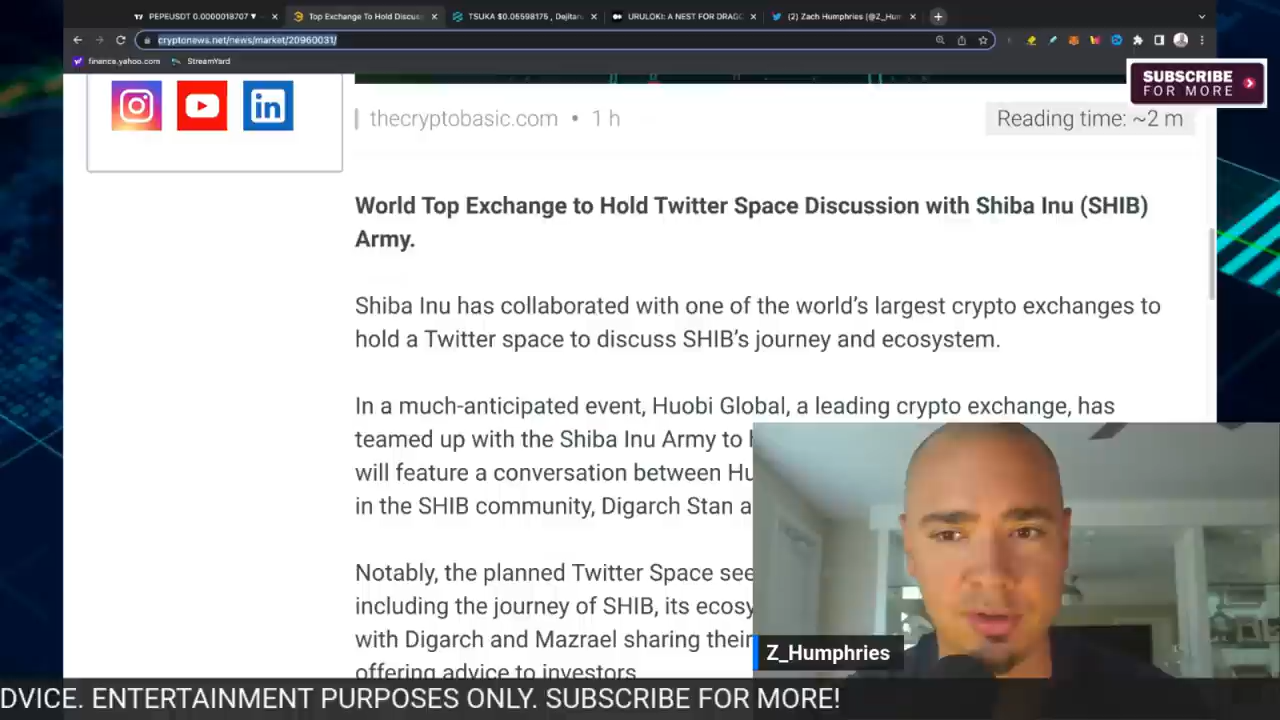 PEPEUSDT 0.0000018707 ▼
Top Exchange To Hold Discuss
TSUKA $0.05598175 , Dejitaru
URULOKI: A NEST FOR DRAGO
(2) Zach Humphries (@Z_Hum
cryptonews.net/news/market/20960031/
finance.yahoo.com
StreamYard
SUBSCRIBE
FOR MORE
thecryptobasic.com • 1 h
Reading time: ~2 m
World Top Exchange to Hold Twitter Space Discussion with Shiba Inu (SHIB)
Army.
Shiba Inu has collaborated with one of the world's largest crypto exchanges to
hold a Twitter space to discuss SHIB's journey and ecosystem.
In a much-anticipated event, Huobi Global, a leading crypto exchange, has
teamed up with the Shiba Inu Army to h
will feature a conversation between Hu
in the SHIB community, Digarch Stan a
Notably, the planned Twitter Space see
including the journey of SHIB, its ecosy
with Digarch and Mazrael sharing their
offering advice to investors
Z_Humphries
DVICE. ENTERTAINMENT PURPOSES ONLY. SUBSCRIBE FOR MORE!